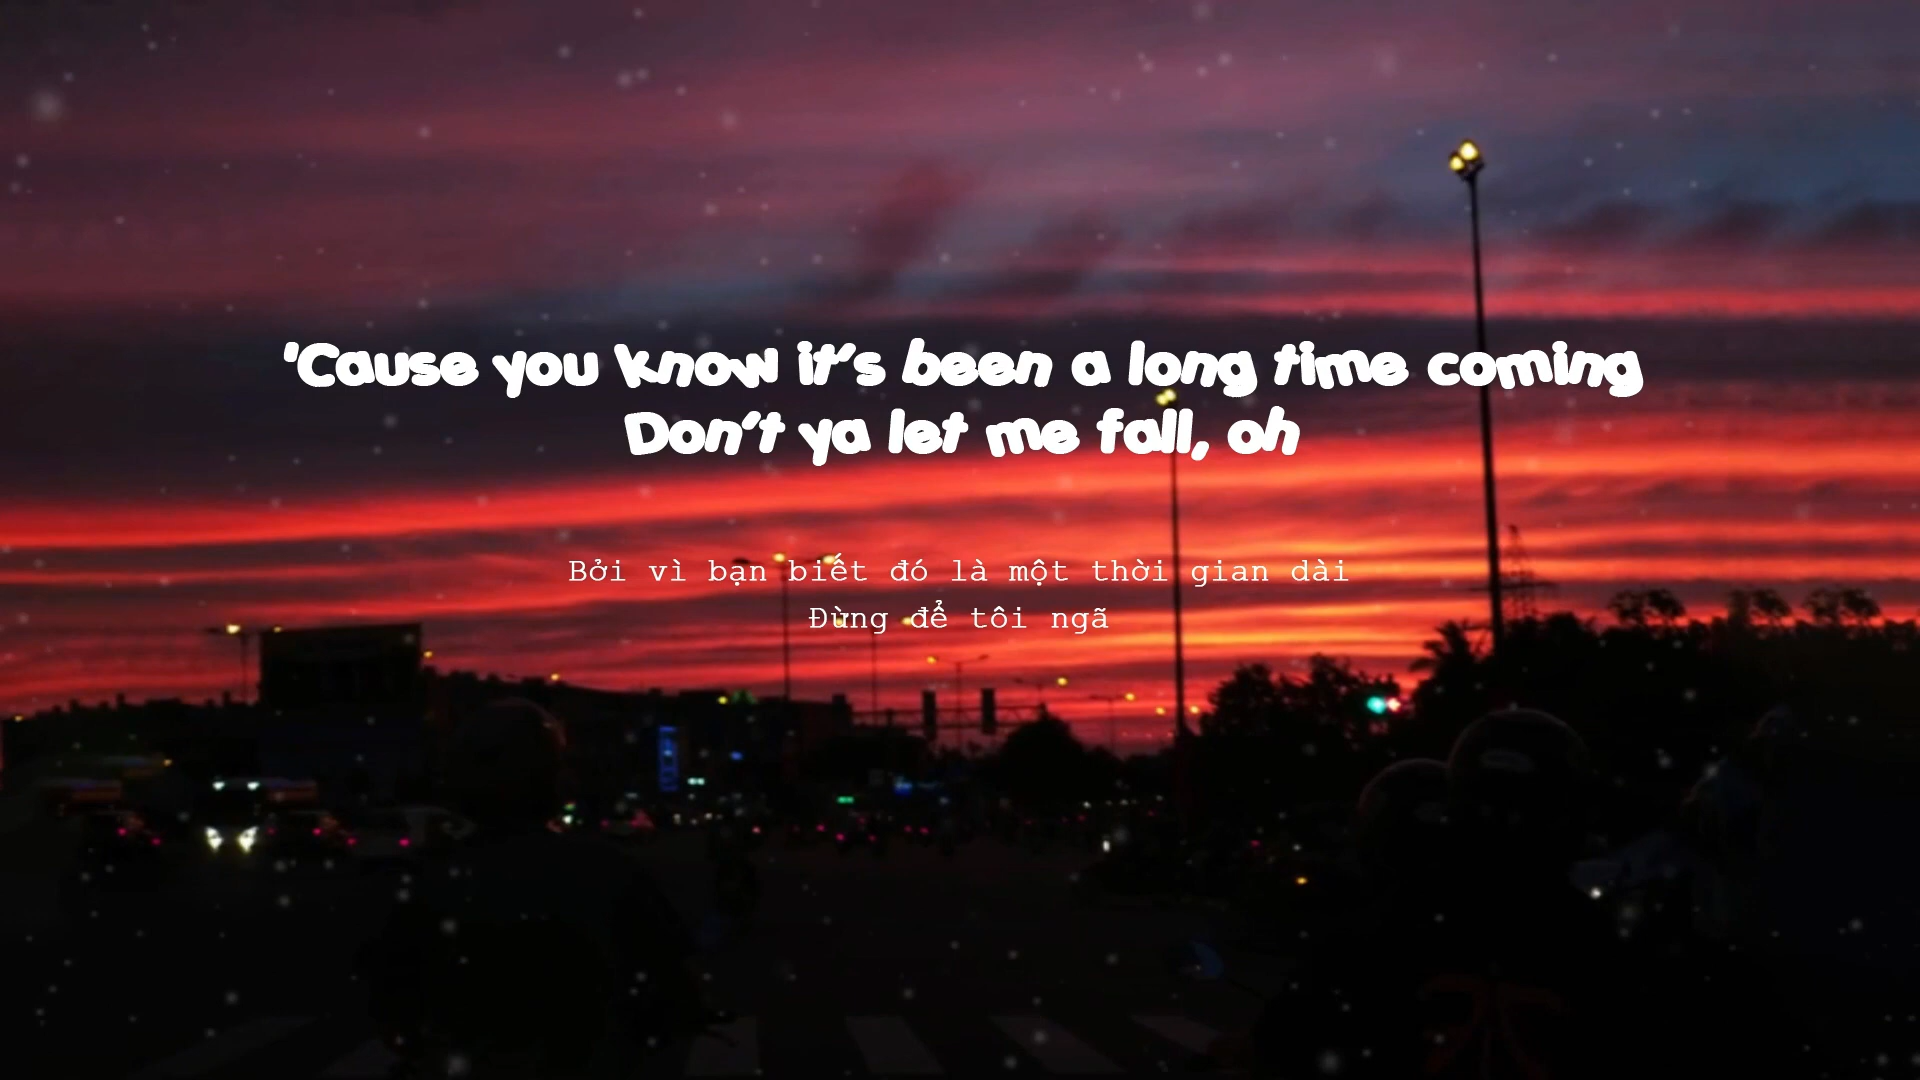 'Cause you know it's been a long time coming
Don't ya let me fall, oh
Bởi vì bạn biết đó là một thời gian dài
Đừng để tôi ngã